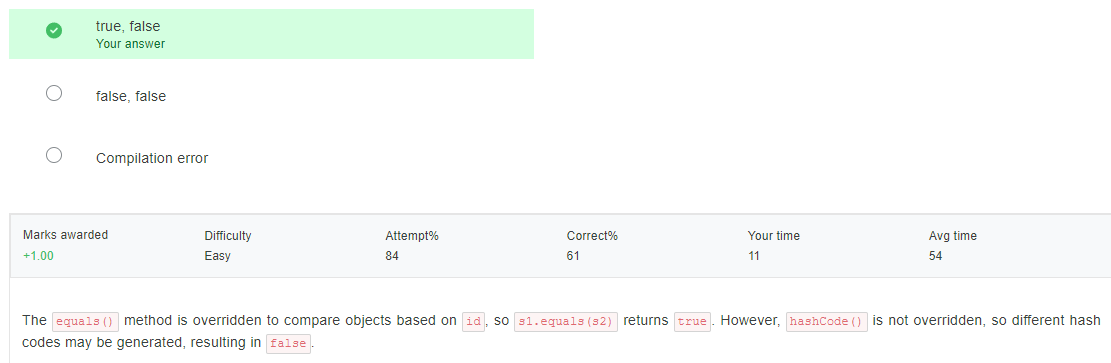 true, false
Your answer
false, false
Compilation error
Marks awarded Difficulty Attempt% Correct% Your time Avg time
+1.00 Easy 84 61 11 54
The equals() method is overridden to compare objects based on id, so s1.equals(s2) returns true. However, hashCode() is not overridden, so different hash
codes may be generated, resulting in false.